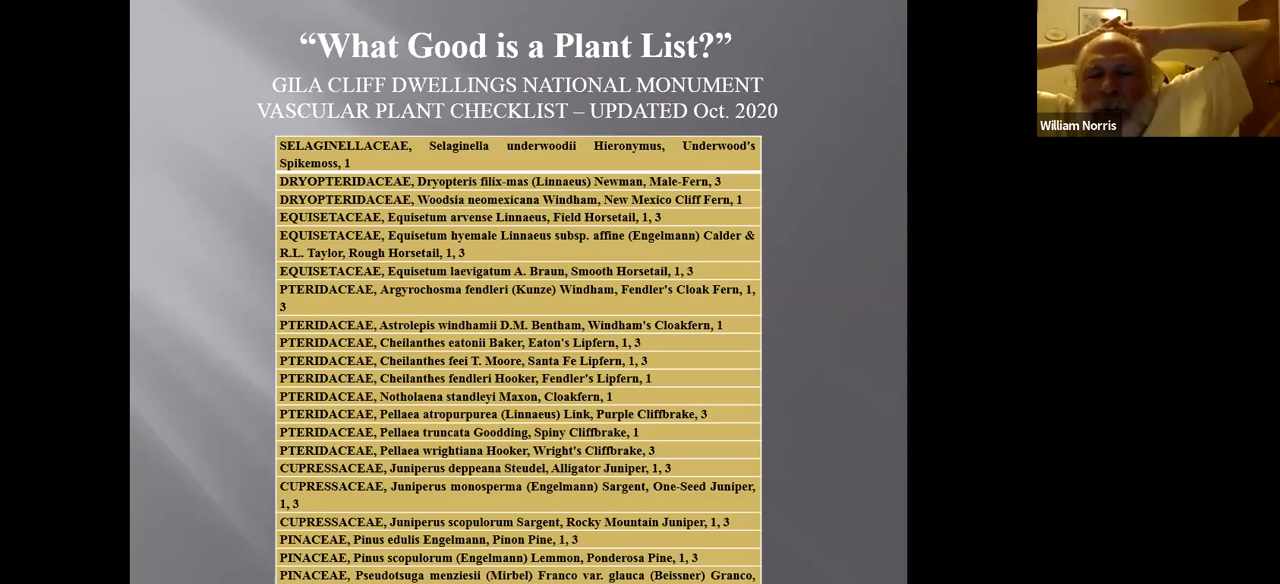 “What Good is a Plant List?”
GILA CLIFF DWELLINGS NATIONAL MONUMENT
VASCULAR PLANT CHECKLIST – UPDATED Oct. 2020
SELAGINELLACEAE, Selaginella underwoodii Hieronymus, Underwood's
Spikemoss, 1
DRYOPTERIDACEAE, Dryopteris filix-mas (Linnaeus) Newman, Male-Fern, 3
DRYOPTERIDACEAE, Woodsia neomexicana Windham, New Mexico Cliff Fern, 1
EQUISETACEAE, Equisetum arvense Linnaeus, Field Horsetail, 1, 3
EQUISETACEAE, Equisetum hyemale Linnaeus subsp. affine (Engelmann) Calder &
R.L. Taylor, Rough Horsetail, 1, 3
EQUISETACEAE, Equisetum laevigatum A. Braun, Smooth Horsetail, 1, 3
PTERIDACEAE, Argyrochosma fendleri (Kunze) Windham, Fendler's Cloak Fern, 1,
3
PTERIDACEAE, Astrolepis windhamii D.M. Bentham, Windham's Cloakfern, 1
PTERIDACEAE, Cheilanthes eatonii Baker, Eaton's Lipfern, 1, 3
PTERIDACEAE, Cheilanthes feei T. Moore, Santa Fe Lipfern, 1, 3
PTERIDACEAE, Cheilanthes fendleri Hooker, Fendler's Lipfern, 1
PTERIDACEAE, Notholaena standleyi Maxon, Cloakfern, 1
PTERIDACEAE, Pellaea atropurpurea (Linnaeus) Link, Purple Cliffbrake, 3
PTERIDACEAE, Pellaea truncata Goodding, Spiny Cliffbrake, 1
PTERIDACEAE, Pellaea wrightiana Hooker, Wright's Cliffbrake, 3
CUPRESSACEAE, Juniperus deppeana Steudel, Alligator Juniper, 1, 3
CUPRESSACEAE, Juniperus monosperma (Engelmann) Sargent, One-Seed Juniper,
1, 3
CUPRESSACEAE, Juniperus scopulorum Sargent, Rocky Mountain Juniper, 1, 3
PINACEAE, Pinus edulis Engelmann, Pinon Pine, 1, 3
PINACEAE, Pinus scopulorum (Engelmann) Lemmon, Ponderosa Pine, 1, 3
PINACEAE, Pseudotsuga menziesii (Mirbel) Franco var. glauca (Beissner) Granco,
William Norris